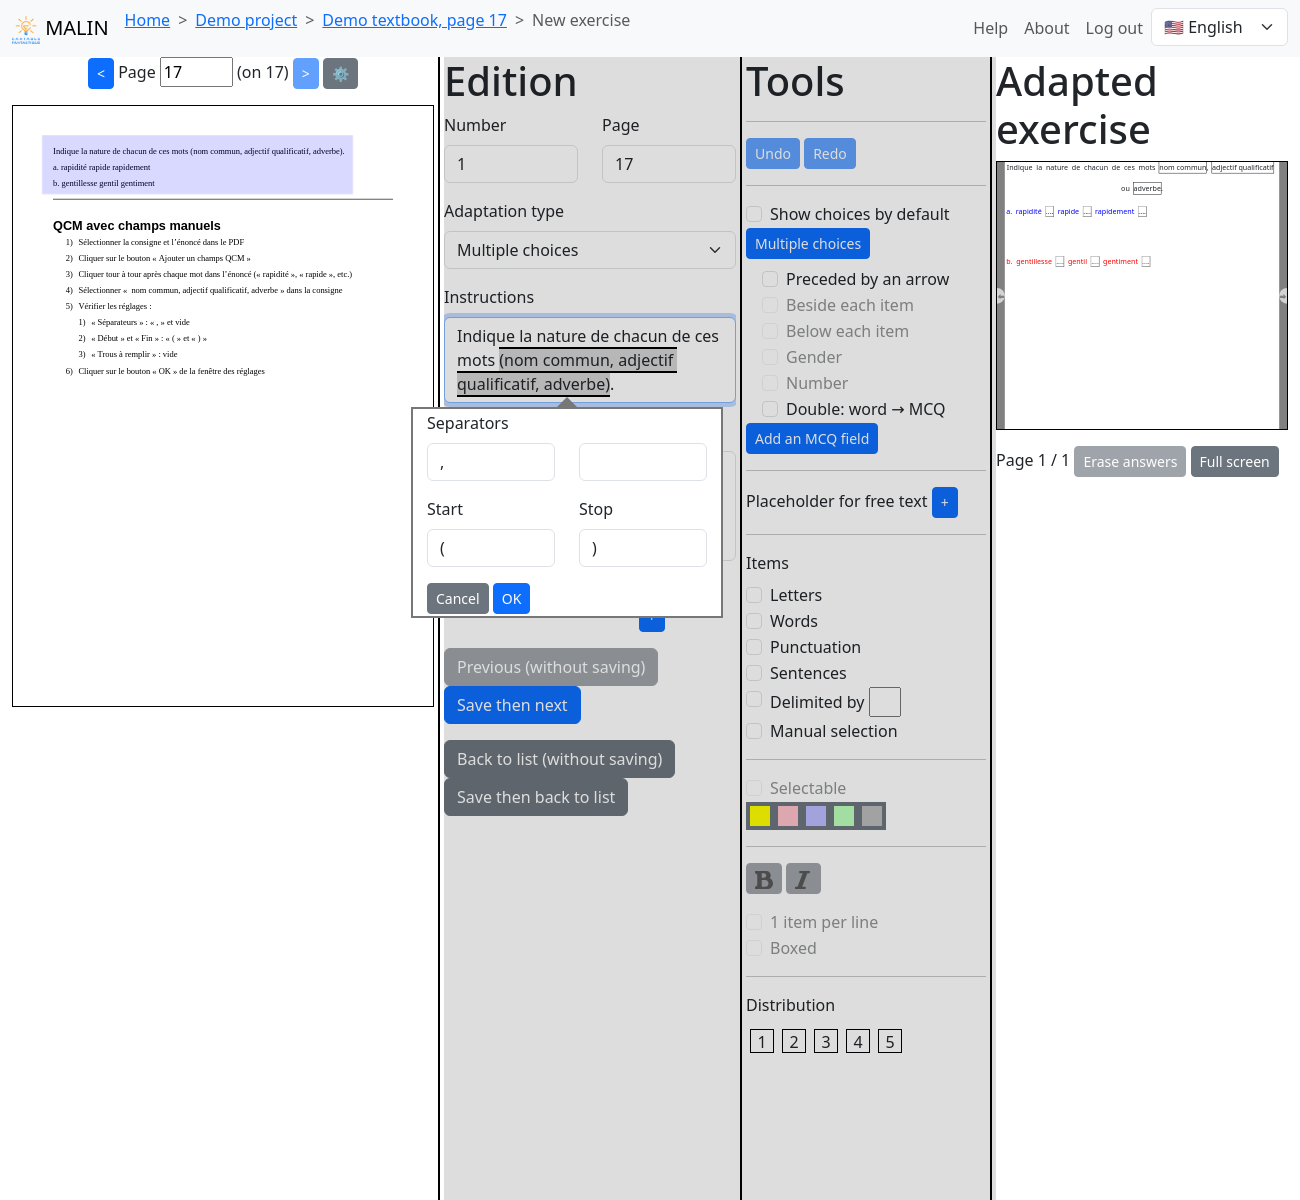 MALIN
Home > Demo project > Demo textbook, page 17 > New exercise
Help About Log out 🇺🇸 English
< Page 17 (on 17) > ⚙️
Indique la nature de chacun de ces mots (nom commun, adjectif qualificatif, adverbe).
a. rapidité rapide rapidement
b. gentillesse gentil gentiment
QCM avec champs manuels
1) Sélectionner la consigne et l'énoncé dans le PDF
2) Cliquer sur le bouton « Ajouter un champs QCM »
3) Cliquer tour à tour après chaque mot dans l'énoncé (« rapidité », « rapide », etc.)
4) Sélectionner « nom commun, adjectif qualificatif, adverbe » dans la consigne
5) Vérifier les réglages :
1) « Séparateurs » : « , » et vide
2) « Début » et « Fin » : « ( » et « ) »
3) « Trous à remplir » : vide
6) Cliquer sur le bouton « OK » de la fenêtre des réglages
Edition
Number Page
1 17
Adaptation type
Multiple choices
Instructions
Indique la nature de chacun de ces
mots (nom commun, adjectif
qualificatif, adverbe).
Separators
,
Start Stop
( )
Cancel OK
Previous (without saving)
Save then next
Back to list (without saving)
Save then back to list
Tools
Undo Redo
Show choices by default
Multiple choices
Preceded by an arrow
Beside each item
Below each item
Gender
Number
Double: word → MCQ
Add an MCQ field
Placeholder for free text +
Items
Letters
Words
Punctuation
Sentences
Delimited by
Manual selection
Selectable
B I
1 item per line
Boxed
Distribution
1 2 3 4 5
Adapted
exercise
Indique la nature de chacun de ces mots nom commun, adjectif qualificatif
ou adverbe.
a. rapidité .... rapide .... rapidement ....
b. gentillesse .... gentil .... gentiment ....
Page 1 / 1 Erase answers Full screen